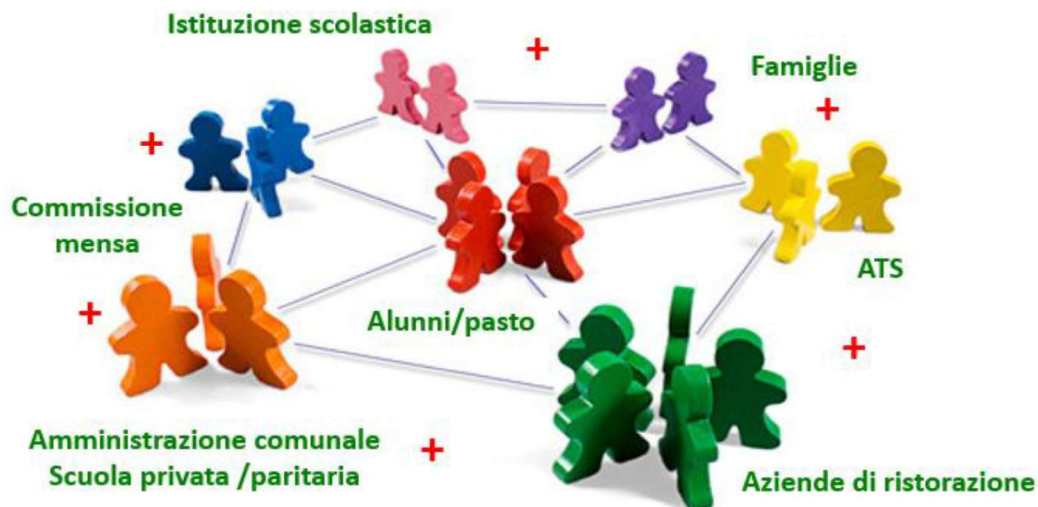 Istituzione scolastica
+
Famiglie
+
+
Commissione
mensa
ATS
+
Alunni/pasto
+
Amministrazione comunale
Scuola privata /paritaria
+
Aziende di ristorazione